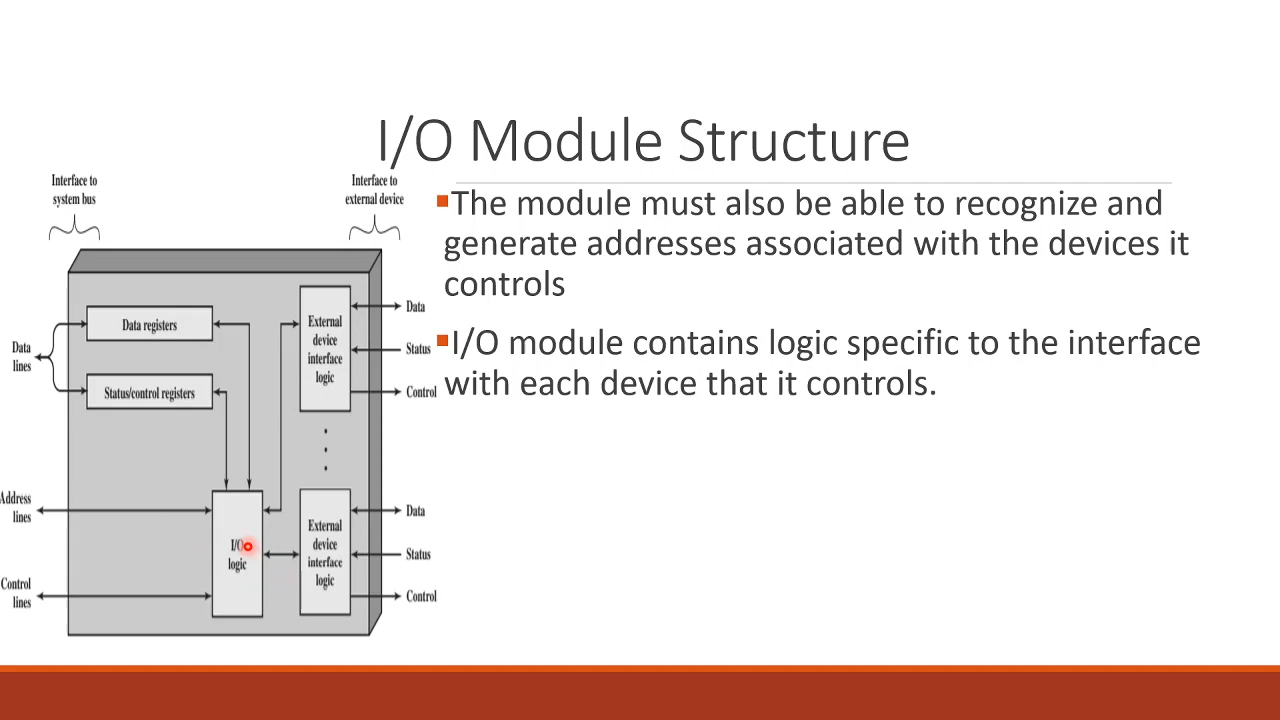 I/O Module Structure
Interface to
system bus
Interface to
external device
▪The module must also be able to recognize and
generate addresses associated with the devices it
controls
▪I/O module contains logic specific to the interface
with each device that it controls.
Data registers
Status/control registers
Data
lines
External
device
interface
logic
Data
Status
Control
Address
lines
Control
lines
I/O
logic
External
device
interface
logic
Data
Status
Control